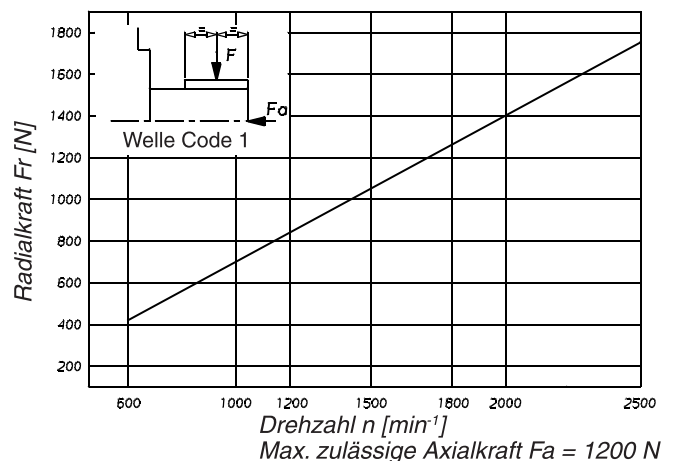 1800
1600
1400
1200
1000
800
600
400
200
Radialkraft Fr [N]
= =
F
Fa
Welle Code 1
600 1000 1200 1500 1800 2000 2500
Drehzahl n [min⁻¹]
Max. zulässige Axialkraft Fa = 1200 N